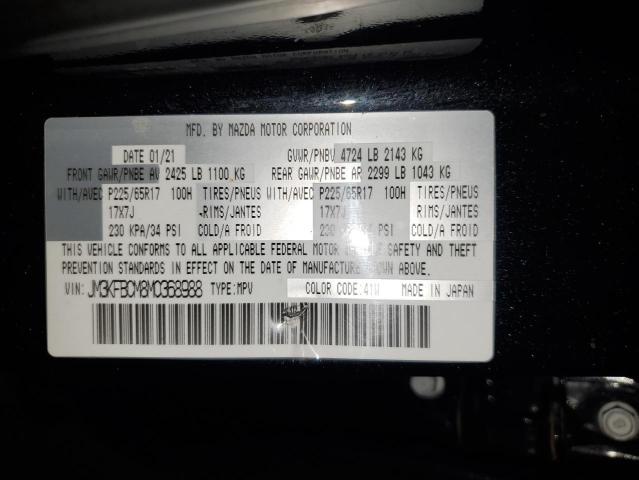 MFD. BY MAZDA MOTOR CORPORATION
DATE 01/21 GVWR/PNBV 4724 LB 2143 KG
FRONT GAWR/PNBE AV 2425 LB 1100 KG REAR GAWR/PNBE AR 2299 LB 1043 KG
WITH/AVEC P225/65R17 100H TIRES/PNEUS WITH/AVEC P225/65R17 100H TIRES/PNEUS
17X7J -RIMS/JANTES 17X7J -RIMS/JANTES
230 KPA/34 PSI COLD/A FROID 230 KPA/34 PSI COLD/A FROID
THIS VEHICLE CONFORMS TO ALL APPLICABLE FEDERAL MOTOR VEHICLE SAFETY AND THEFT
PREVENTION STANDARDS IN EFFECT ON THE DATE OF MANUFACTURE SHOWN ABOVE.
VIN: JM3KFBCM8M0368988 TYPE:MPV COLOR CODE:41W MADE IN JAPAN